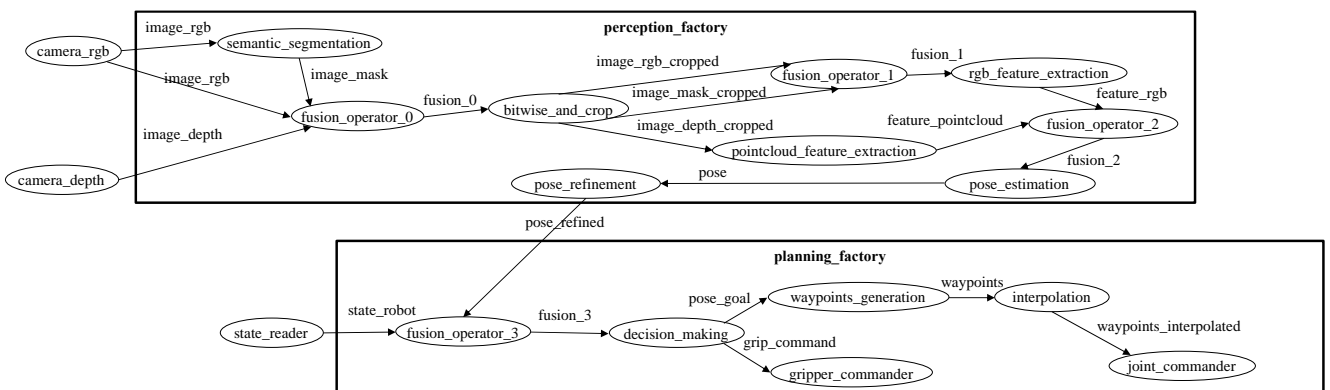 perception_factory
image_rgb
camera_rgb
semantic_segmentation
image_rgb
image_mask
image_depth
fusion_operator_0
fusion_0
bitwise_and_crop
image_rgb_cropped
image_mask_cropped
image_depth_cropped
fusion_operator_1
fusion_1
rgb_feature_extraction
feature_rgb
feature_pointcloud
fusion_operator_2
pointcloud_feature_extraction
fusion_2
camera_depth
pose_refinement
pose
pose_estimation
pose_refined
planning_factory
state_robot
state_reader
fusion_operator_3
fusion_3
decision_making
pose_goal
grip_command
waypoints_generation
waypoints
interpolation
waypoints_interpolated
gripper_commander
joint_commander